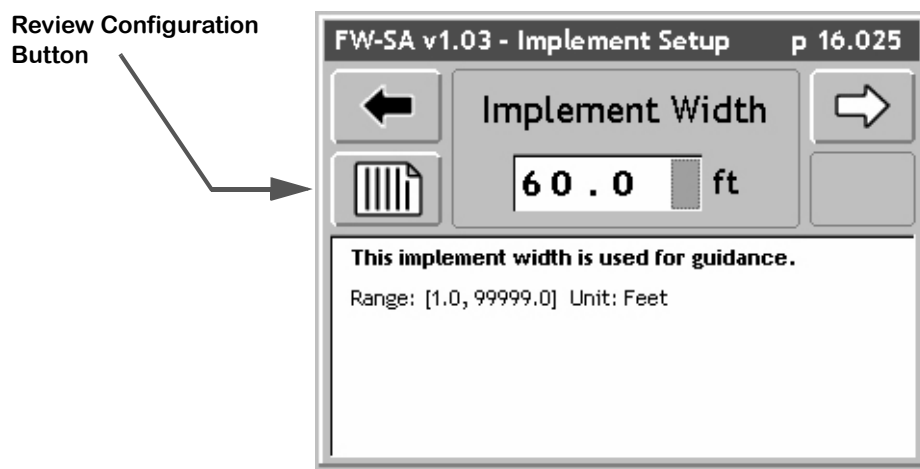 Review Configuration
Button
FW-SA v1.03 - Implement Setup p 16.025
Implement Width
60.0 ft
This implement width is used for guidance.
Range: [1.0, 99999.0] Unit: Feet